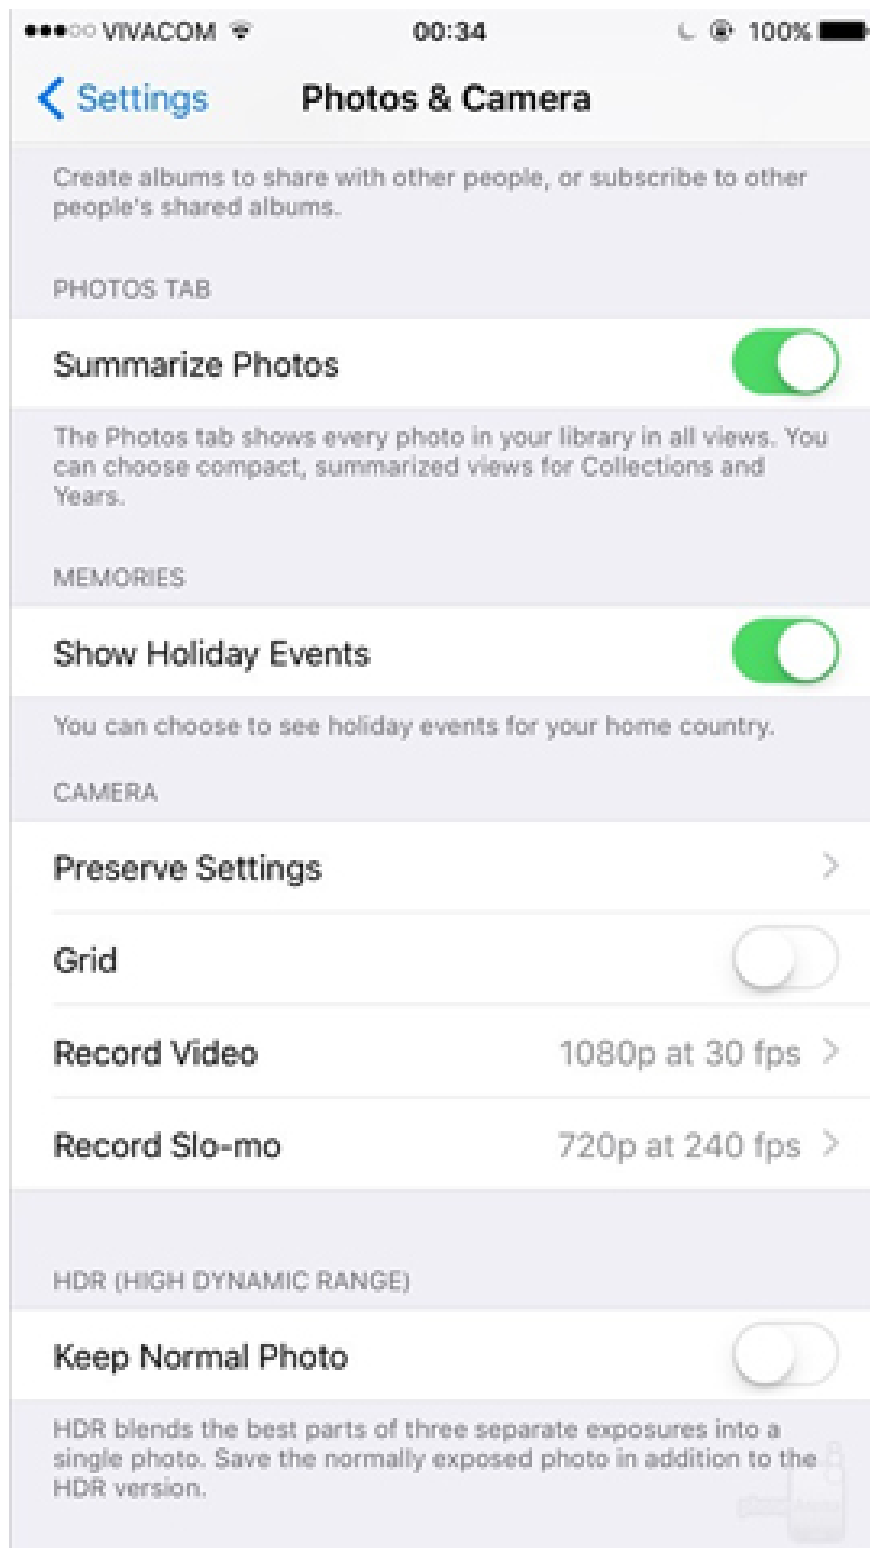 VIVACOM 00:34 100%
Settings Photos & Camera
Create albums to share with other people, or subscribe to other
people's shared albums.
PHOTOS TAB
Summarize Photos
The Photos tab shows every photo in your library in all views. You
can choose compact, summarized views for Collections and
Years.
MEMORIES
Show Holiday Events
You can choose to see holiday events for your home country.
CAMERA
Preserve Settings
Grid
Record Video 1080p at 30 fps
Record Slo-mo 720p at 240 fps
HDR (HIGH DYNAMIC RANGE)
Keep Normal Photo
HDR blends the best parts of three separate exposures into a
single photo. Save the normally exposed photo in addition to the
HDR version.